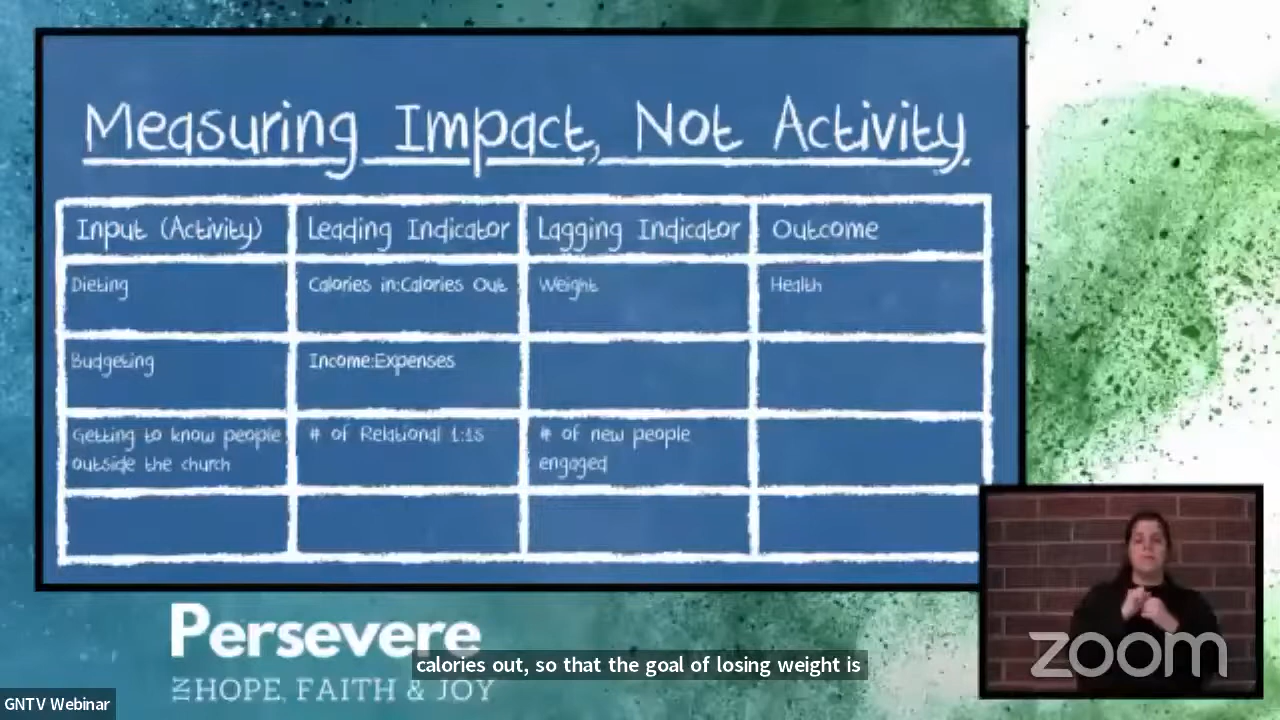 Measuring Impact, Not Activity.
Input (Activity)
Leading Indicator
Lagging Indicator
Outcome
Dieting
Calories in:Calories Out
Weight
Health
Budgeting
Income:Expenses
Getting to know people
outside the church
# of Relational 1:1s
# of new people
engaged
Persevere
calories out, so that the goal of losing weight is
IN HOPE, FAITH & JOY
GNTV Webinar
zoom